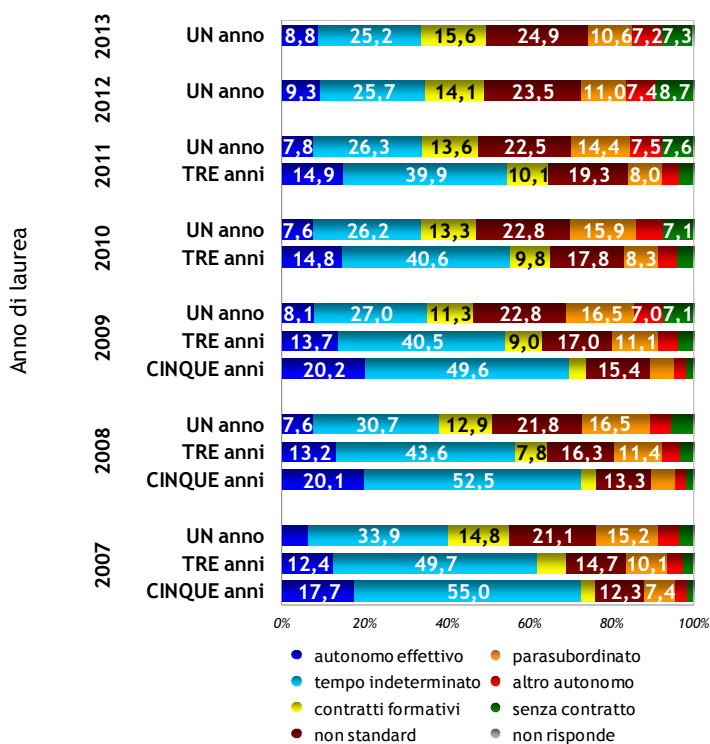 Anno di laurea
2013
UN anno 8,8 25,2 15,6 24,9 10,6 7,2 7,3
2012
UN anno 9,3 25,7 14,1 23,5 11,0 7,4 8,7
2011
UN anno 7,8 26,3 13,6 22,5 14,4 7,5 7,6
TRE anni 14,9 39,9 10,1 19,3 8,0
2010
UN anno 7,6 26,2 13,3 22,8 15,9 7,1
TRE anni 14,8 40,6 9,8 17,8 8,3
2009
UN anno 8,1 27,0 11,3 22,8 16,5 7,0 7,1
TRE anni 13,7 40,5 9,0 17,0 11,1
CINQUE anni 20,2 49,6 15,4
2008
UN anno 7,6 30,7 12,9 21,8 16,5
TRE anni 13,2 43,6 7,8 16,3 11,4
CINQUE anni 20,1 52,5 13,3
2007
UN anno 33,9 14,8 21,1 15,2
TRE anni 12,4 49,7 14,7 10,1
CINQUE anni 17,7 55,0 12,3 7,4
0% 20% 40% 60% 80% 100%
autonomo effettivo parasubordinato
tempo indeterminato altro autonomo
contratti formativi senza contratto
non standard non risponde